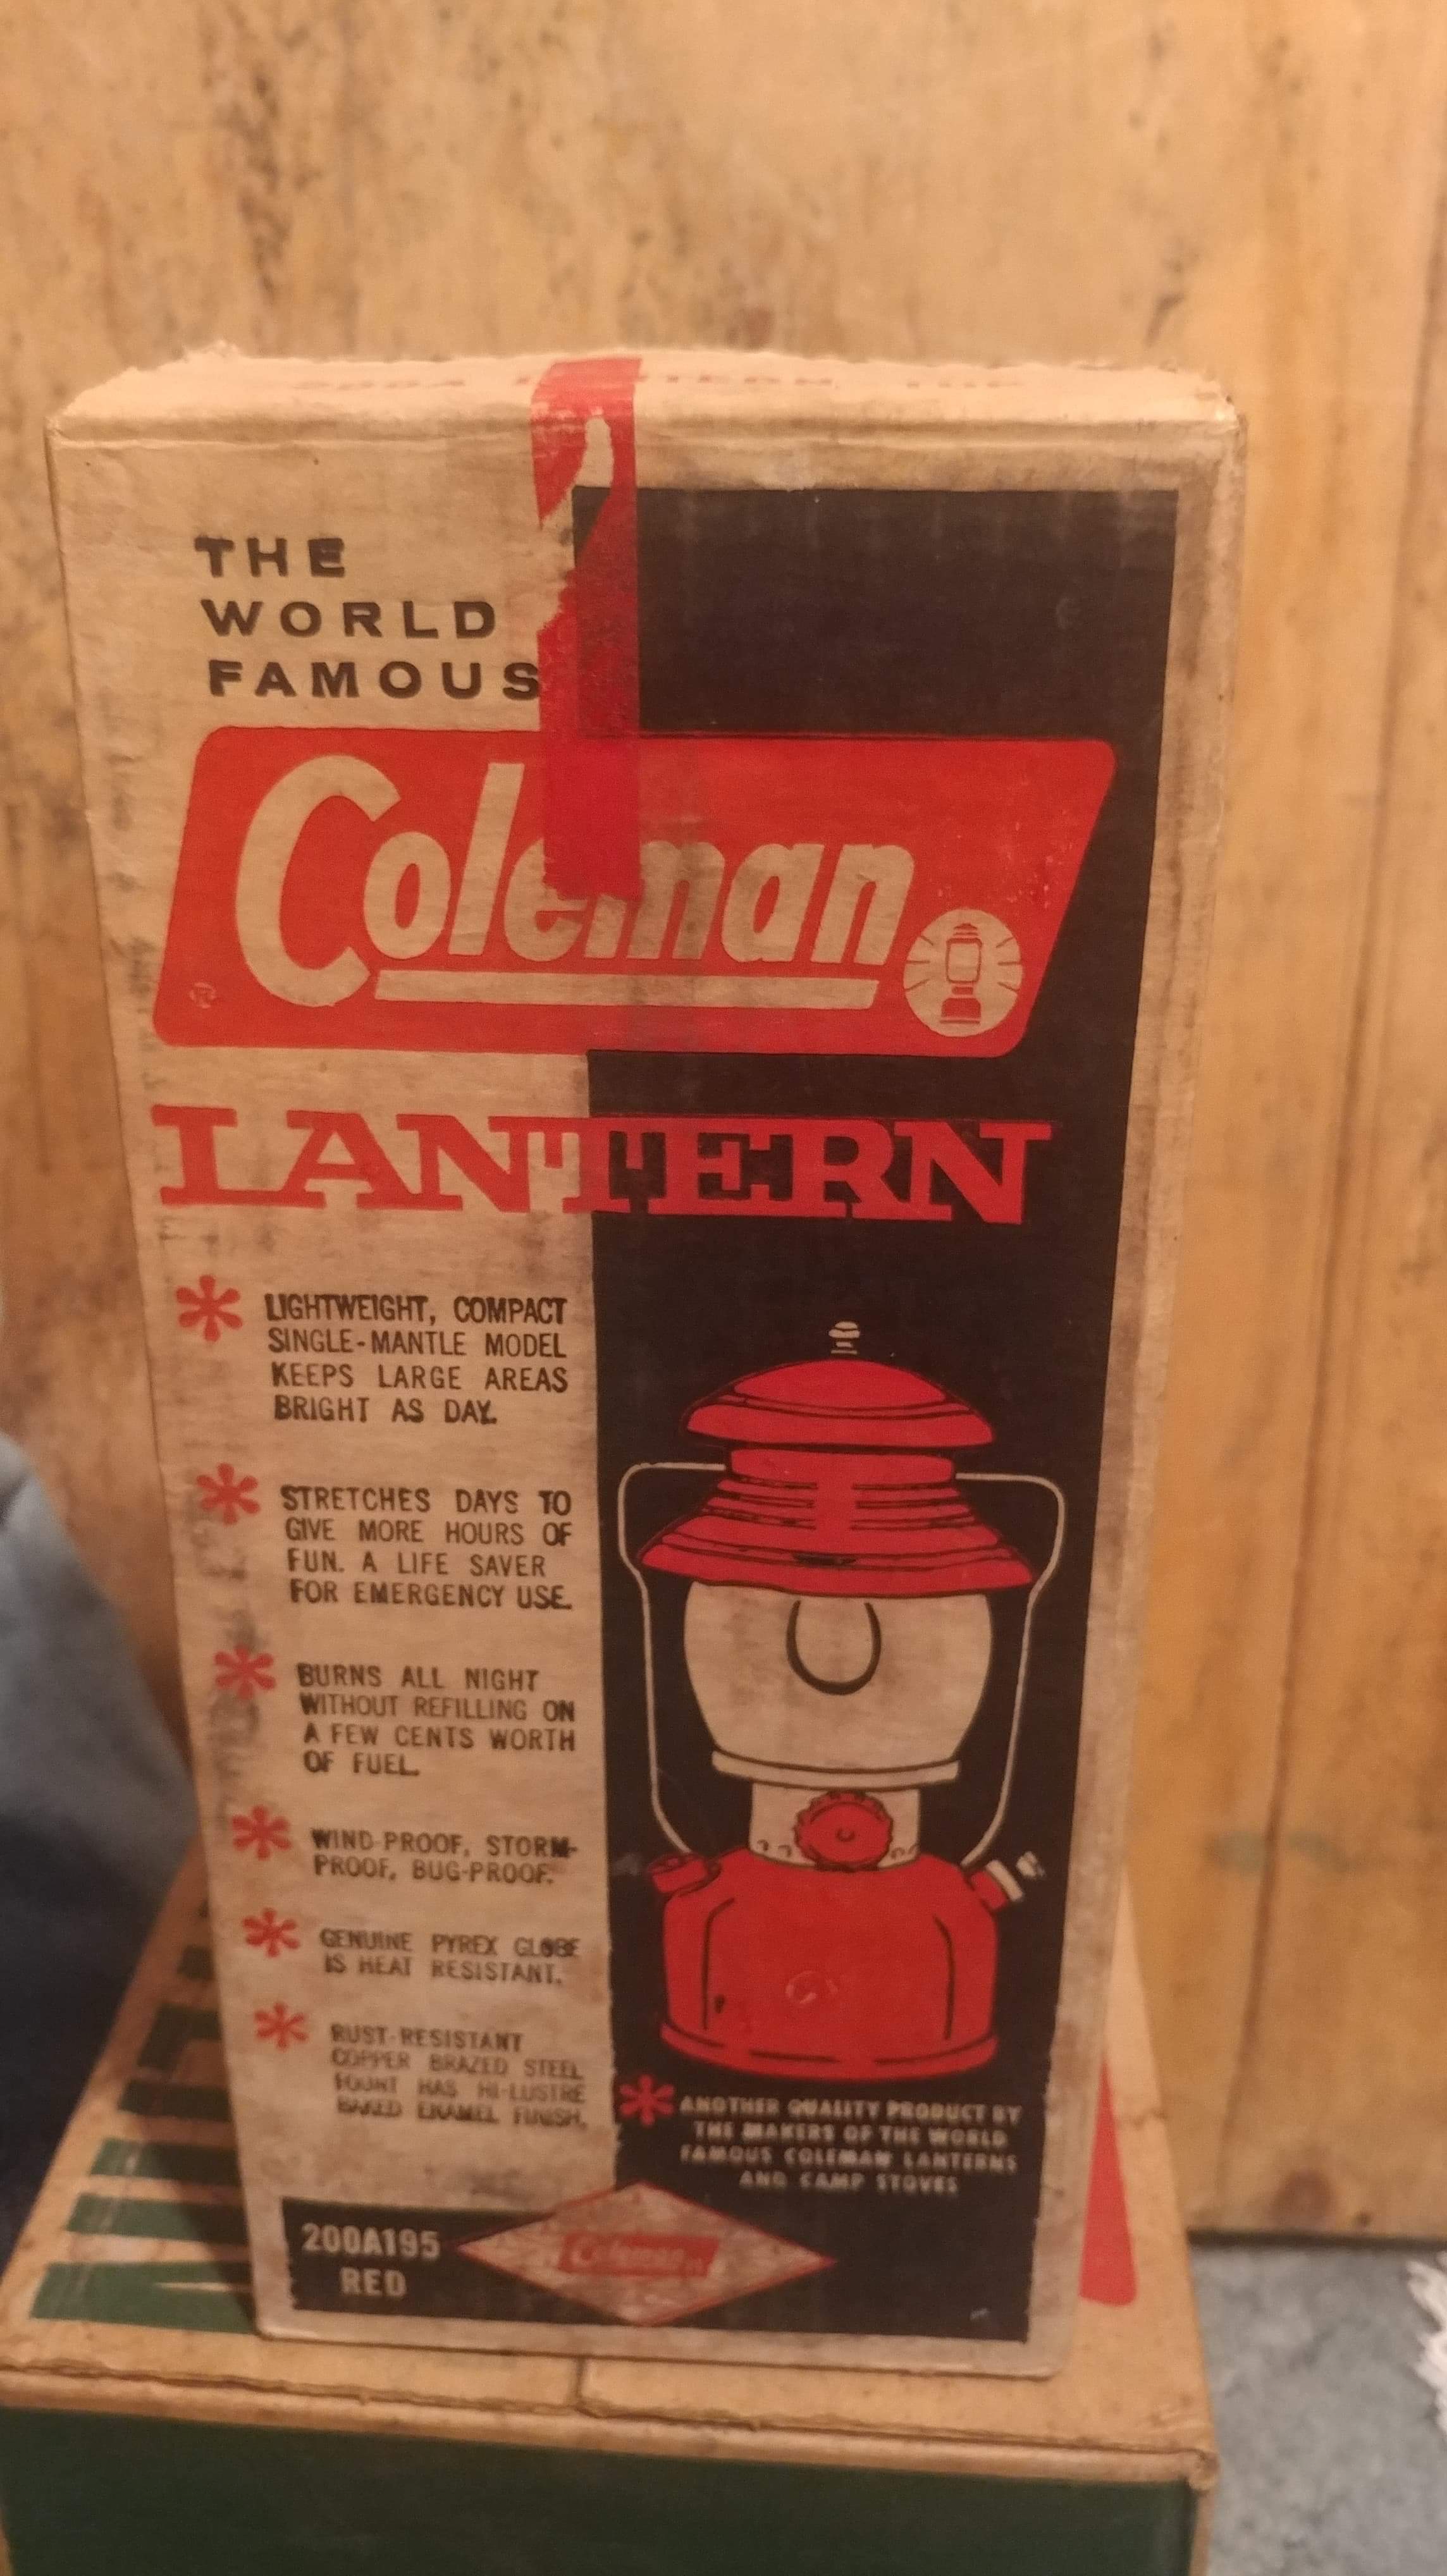 THE
WORLD
FAMOUS
Coleman
®
LANTERN
LIGHTWEIGHT, COMPACT
SINGLE-MANTLE MODEL
KEEPS LARGE AREAS
BRIGHT AS DAY.
STRETCHES DAYS TO
GIVE MORE HOURS OF
FUN. A LIFE SAVER
FOR EMERGENCY USE.
BURNS ALL NIGHT
WITHOUT REFILLING ON
A FEW CENTS WORTH
OF FUEL.
WIND-PROOF, STORM-
PROOF, BUG-PROOF.
GENUINE PYREX GLOBE
IS HEAT RESISTANT.
RUST-RESISTANT
COPPER BRAZED STEEL
FOUNT HAS HI-LUSTRE
BAKED ENAMEL FINISH.
ANOTHER QUALITY PRODUCT BY
THE MAKERS OF THE WORLD
FAMOUS COLEMAN LANTERNS
AND CAMP STOVES
200A195
RED
Coleman